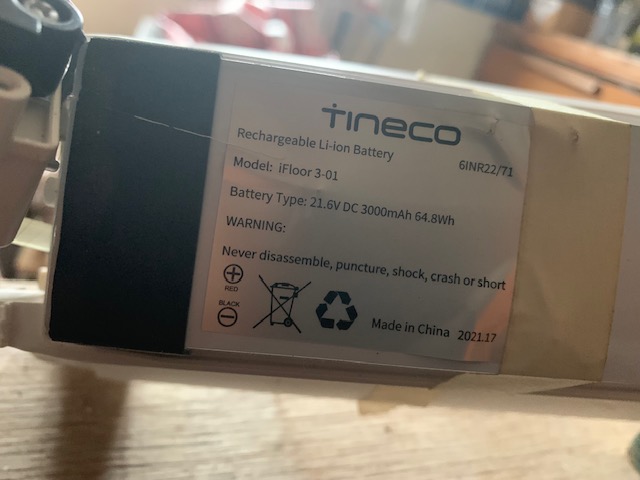 Tineco
Rechargeable Li-ion Battery
6INR22/71
Model: iFloor 3-01
Battery Type: 21.6V DC 3000mAh 64.8Wh
WARNING:
Never disassemble, puncture, shock, crash or short
RED
BLACK
Made in China 2021.17